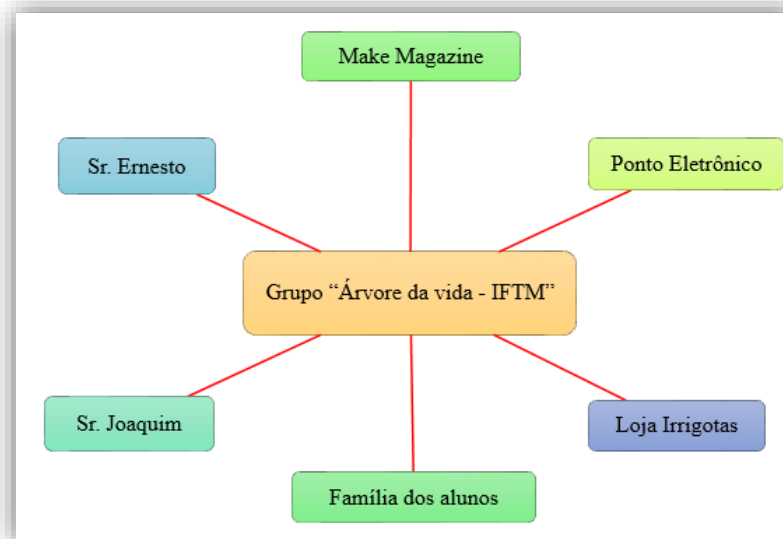 Make Magazine
Sr. Ernesto
Ponto Eletrônico
Grupo “Árvore da vida - IFTM”
Sr. Joaquim
Loja Irrigotas
Família dos alunos